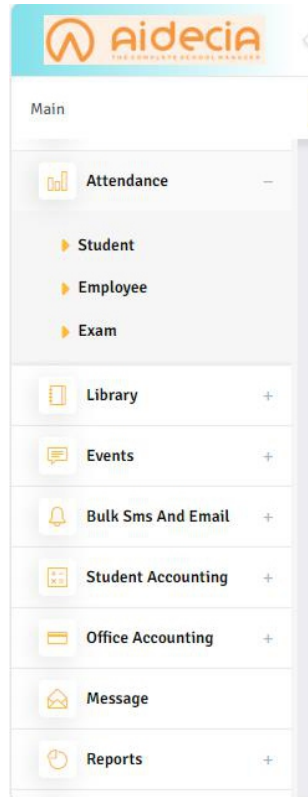 Aidecia
THE COMPLETE SCHOOL MANAGER
Main
Attendance
Student
Employee
Exam
Library
Events
Bulk Sms And Email
Student Accounting
Office Accounting
Message
Reports